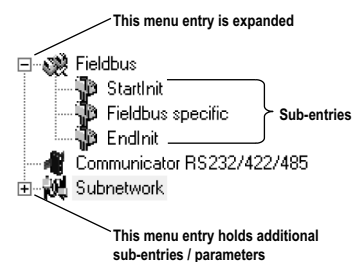 This menu entry is expanded
Fieldbus
StartInit
Fieldbus specific
Sub-entries
EndInit
Communicator RS232/422/485
Subnetwork
This menu entry holds additional
sub-entries / parameters